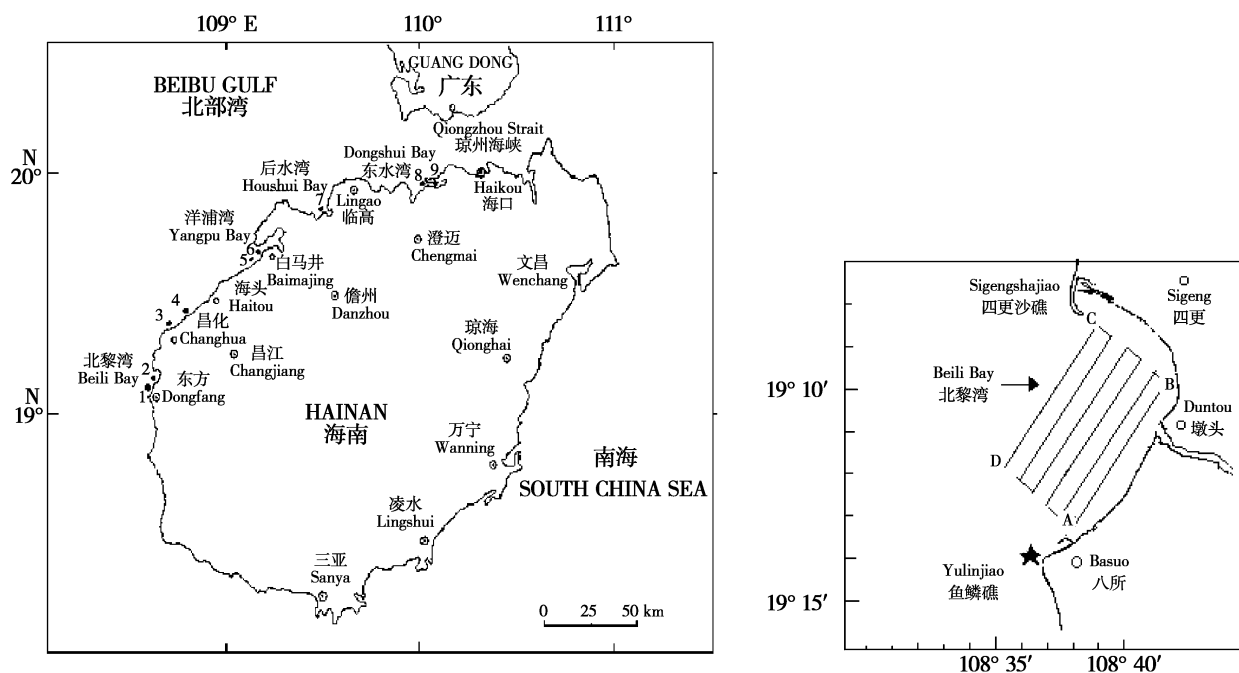 109° E
110°
111°
GUANG DONG
广东
BEIBU GULF
北部湾
Qiongzhou Strait
琼州海峡
N
20°
Dongshui Bay
东水湾
8
9
后水湾
Houshui Bay
7
Lingao
临高
Haikou
海口
洋浦湾
Yangpu Bay
6
5
白马井
Baimajing
澄迈
Chengmai
文昌
Wenchang
海头
Haitou
儋州
Danzhou
4
3
昌化
Changhua
昌江
Changjiang
琼海
Qionghai
北黎湾
Beili Bay
2
1
东方
Dongfang
N
19°
HAINAN
海南
万宁
Wanning
南海
SOUTH CHINA SEA
凌水
Lingshui
三亚
Sanya
0 25 50 km
Sigengshajiao
四更沙礁
Sigeng
四更
C
Beili Bay
北黎湾
19° 10′
B
Duntou
墩头
D
A
Yulinjiao
鱼鳞礁
Basuo
八所
19° 15′
108° 35′
108° 40′